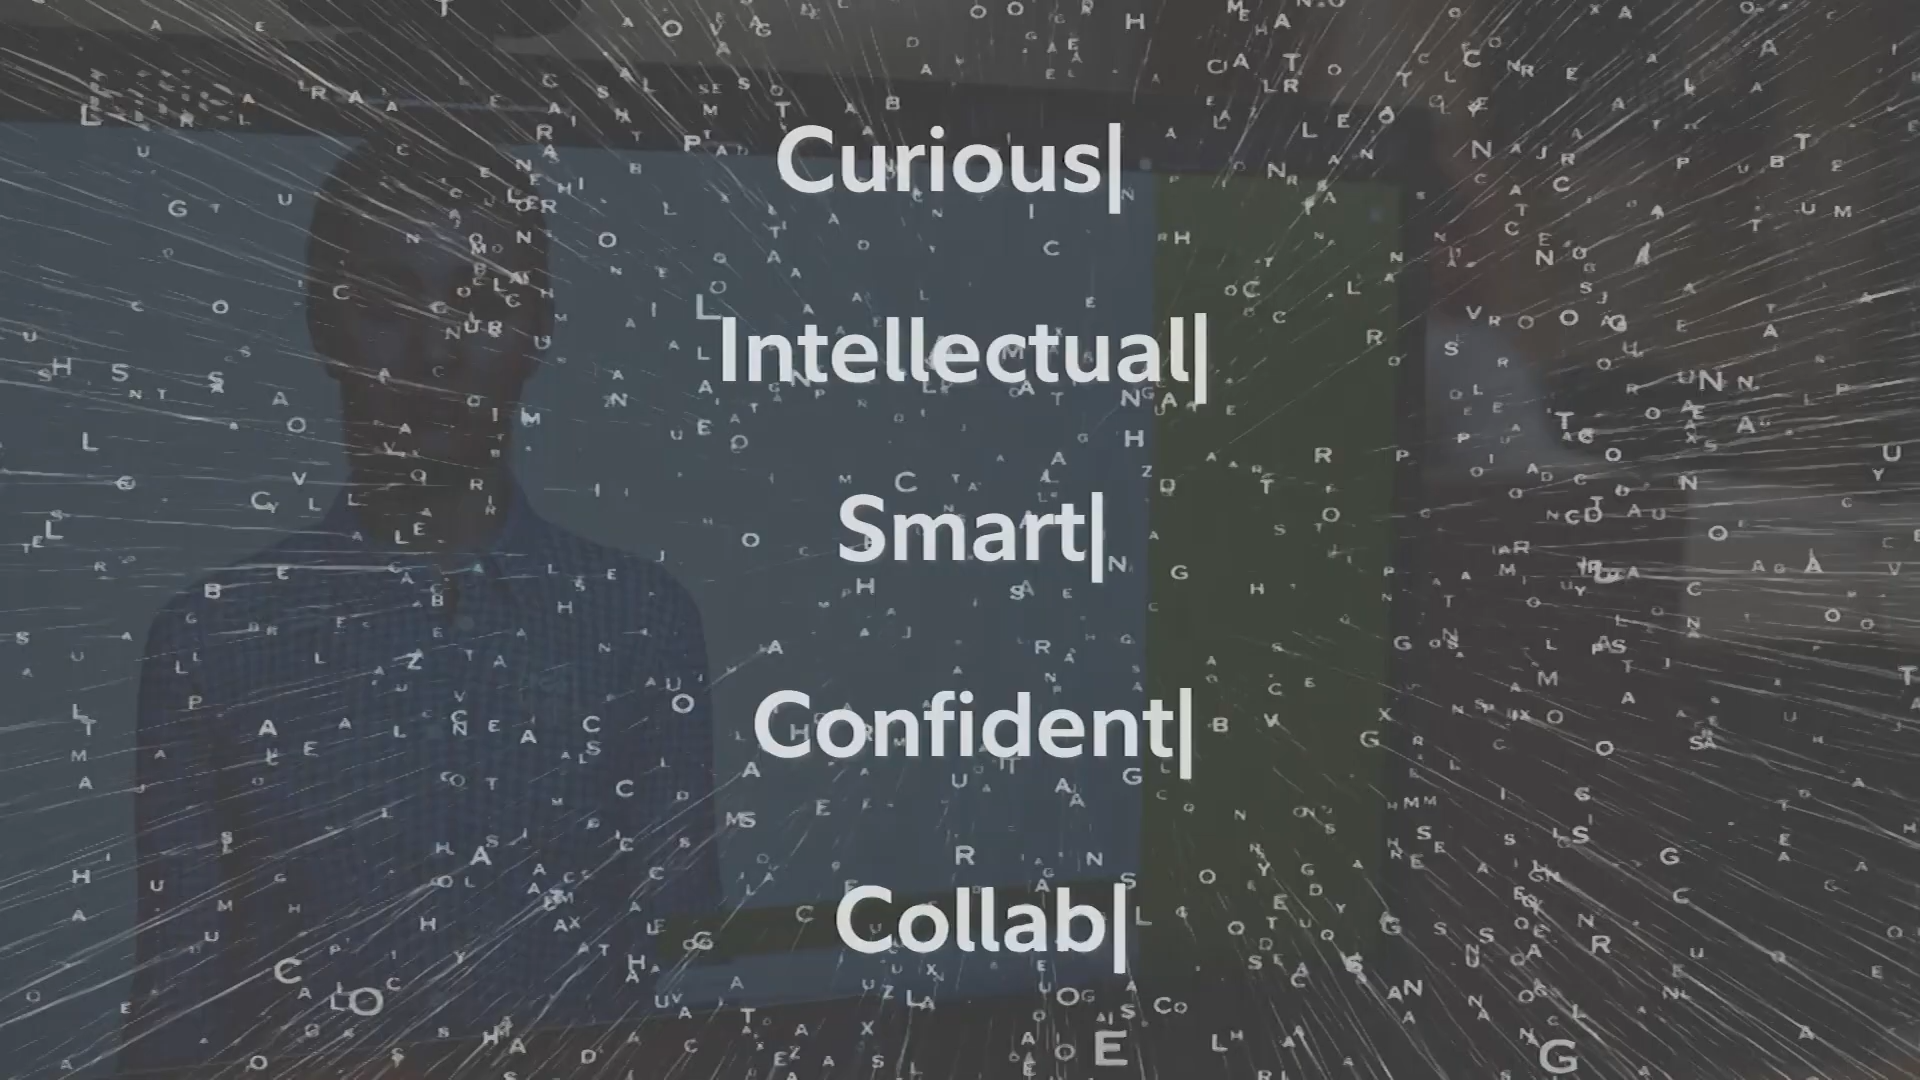 Curious|
Intellectual|
Smart|
Confident|
Collab|